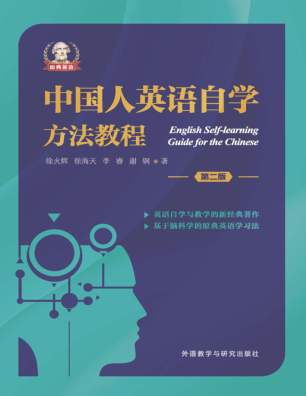 原典英语
中国人英语自学
方法教程
English Self-learning
Guide for the Chinese
徐火辉 徐海天 李睿 谢钢 著
第二版
英语自学与教学的新经典著作
基于脑科学的原典英语学习法
外语教学与研究出版社